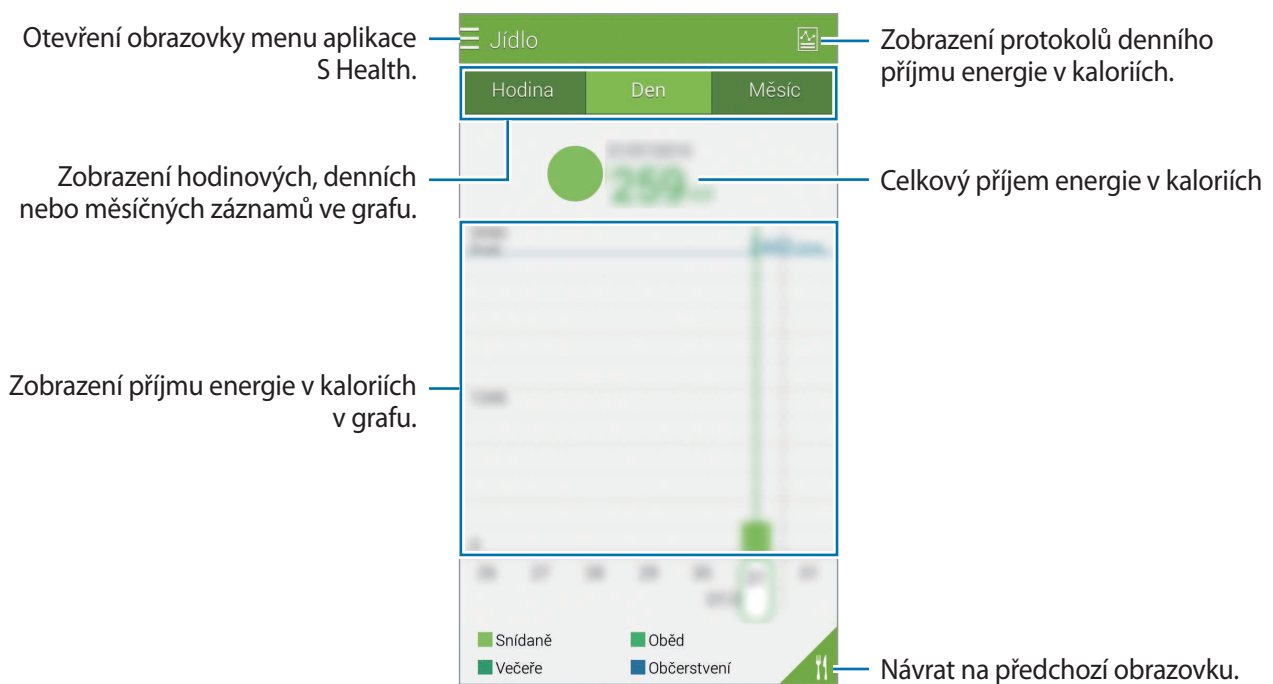 Otevření obrazovky menu aplikace
S Health.
Jídlo
Zobrazení protokolů denního
příjmu energie v kaloriích.
Hodina Den Měsíc
Zobrazení hodinových, denních
nebo měsíčných záznamů ve grafu.
259
Celkový příjem energie v kaloriích
Zobrazení příjmu energie v kaloriích
v grafu.
Snídaně Oběd
Večeře Občerstvení
Návrat na předchozí obrazovku.